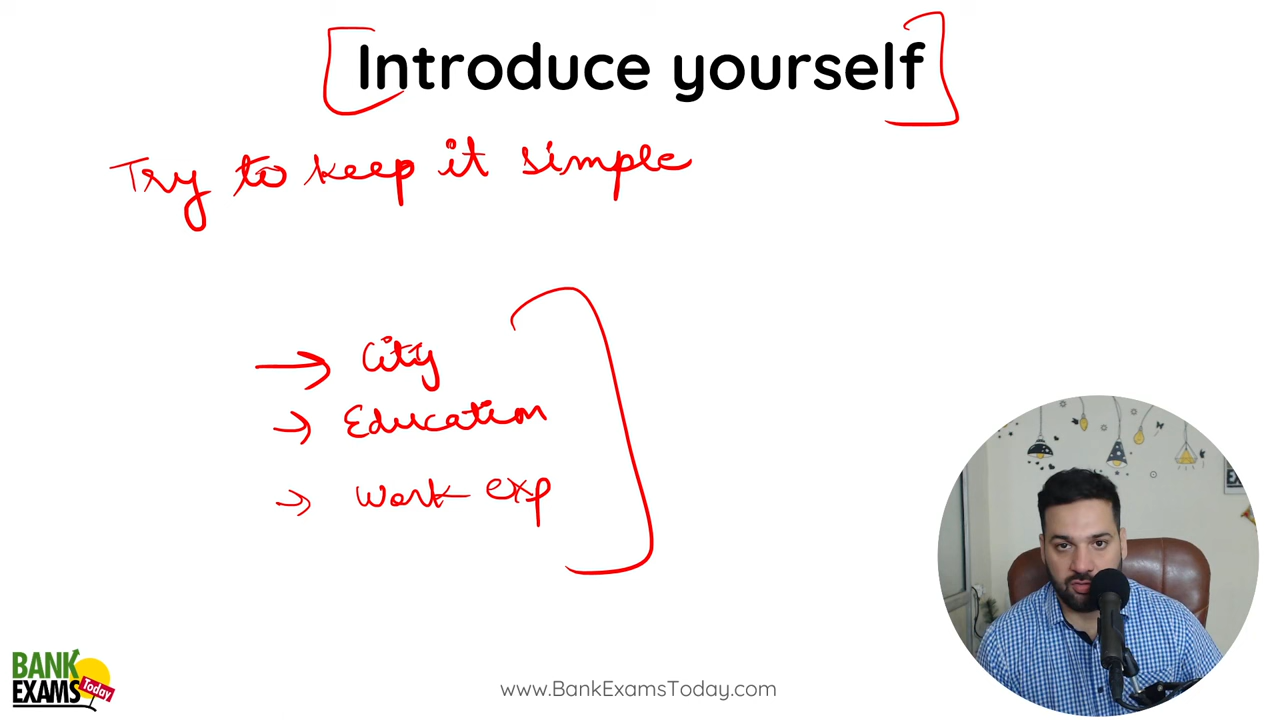 Introduce yourself
Try to keep it simple
→ City
→ Education
→ Work exp
BANK
EXAMS
Today
www.BankExamsToday.com